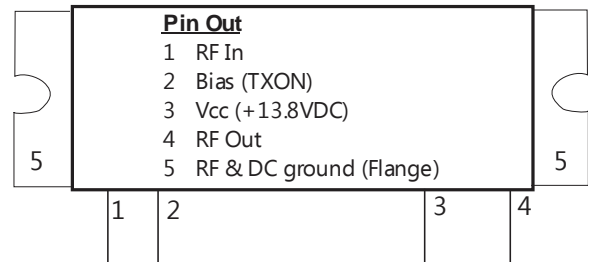 Pin Out
1 RF In
2 Bias (TXON)
3 Vcc (+13.8VDC)
4 RF Out
5 RF & DC ground (Flange)
5 5
1 2 3 4